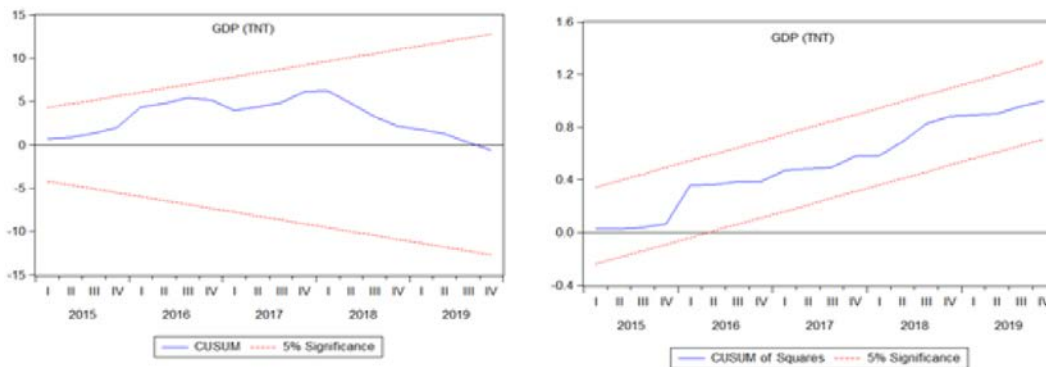 GDP (TNT)
15
10
5
0
-5
-10
-15
I II III IV I II III IV I II III IV I II III IV I II III IV
2015 2016 2017 2018 2019
CUSUM 5% Significance
GDP (TNT)
1.6
1.2
0.8
0.4
0.0
-0.4
I II III IV I II III IV I II III IV I II III IV I II III IV
2015 2016 2017 2018 2019
CUSUM of Squares 5% Significance